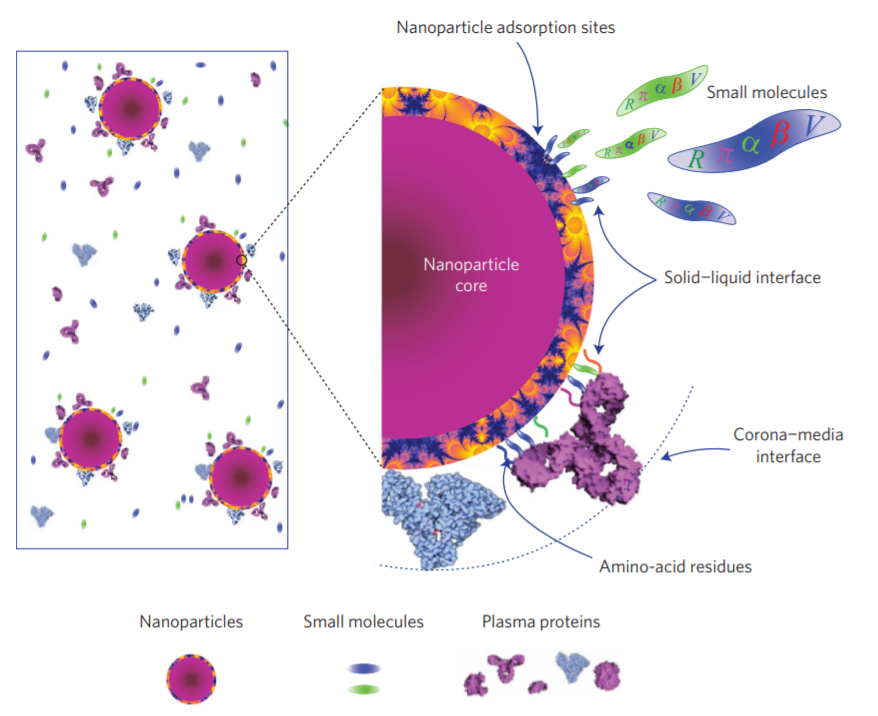 Nanoparticle adsorption sites
R π α β V
Small molecules
R π α β V
R π α β V
R π α β V
Nanoparticle
core
Solid−liquid interface
Corona−media
interface
Amino-acid residues
Nanoparticles
Small molecules
Plasma proteins